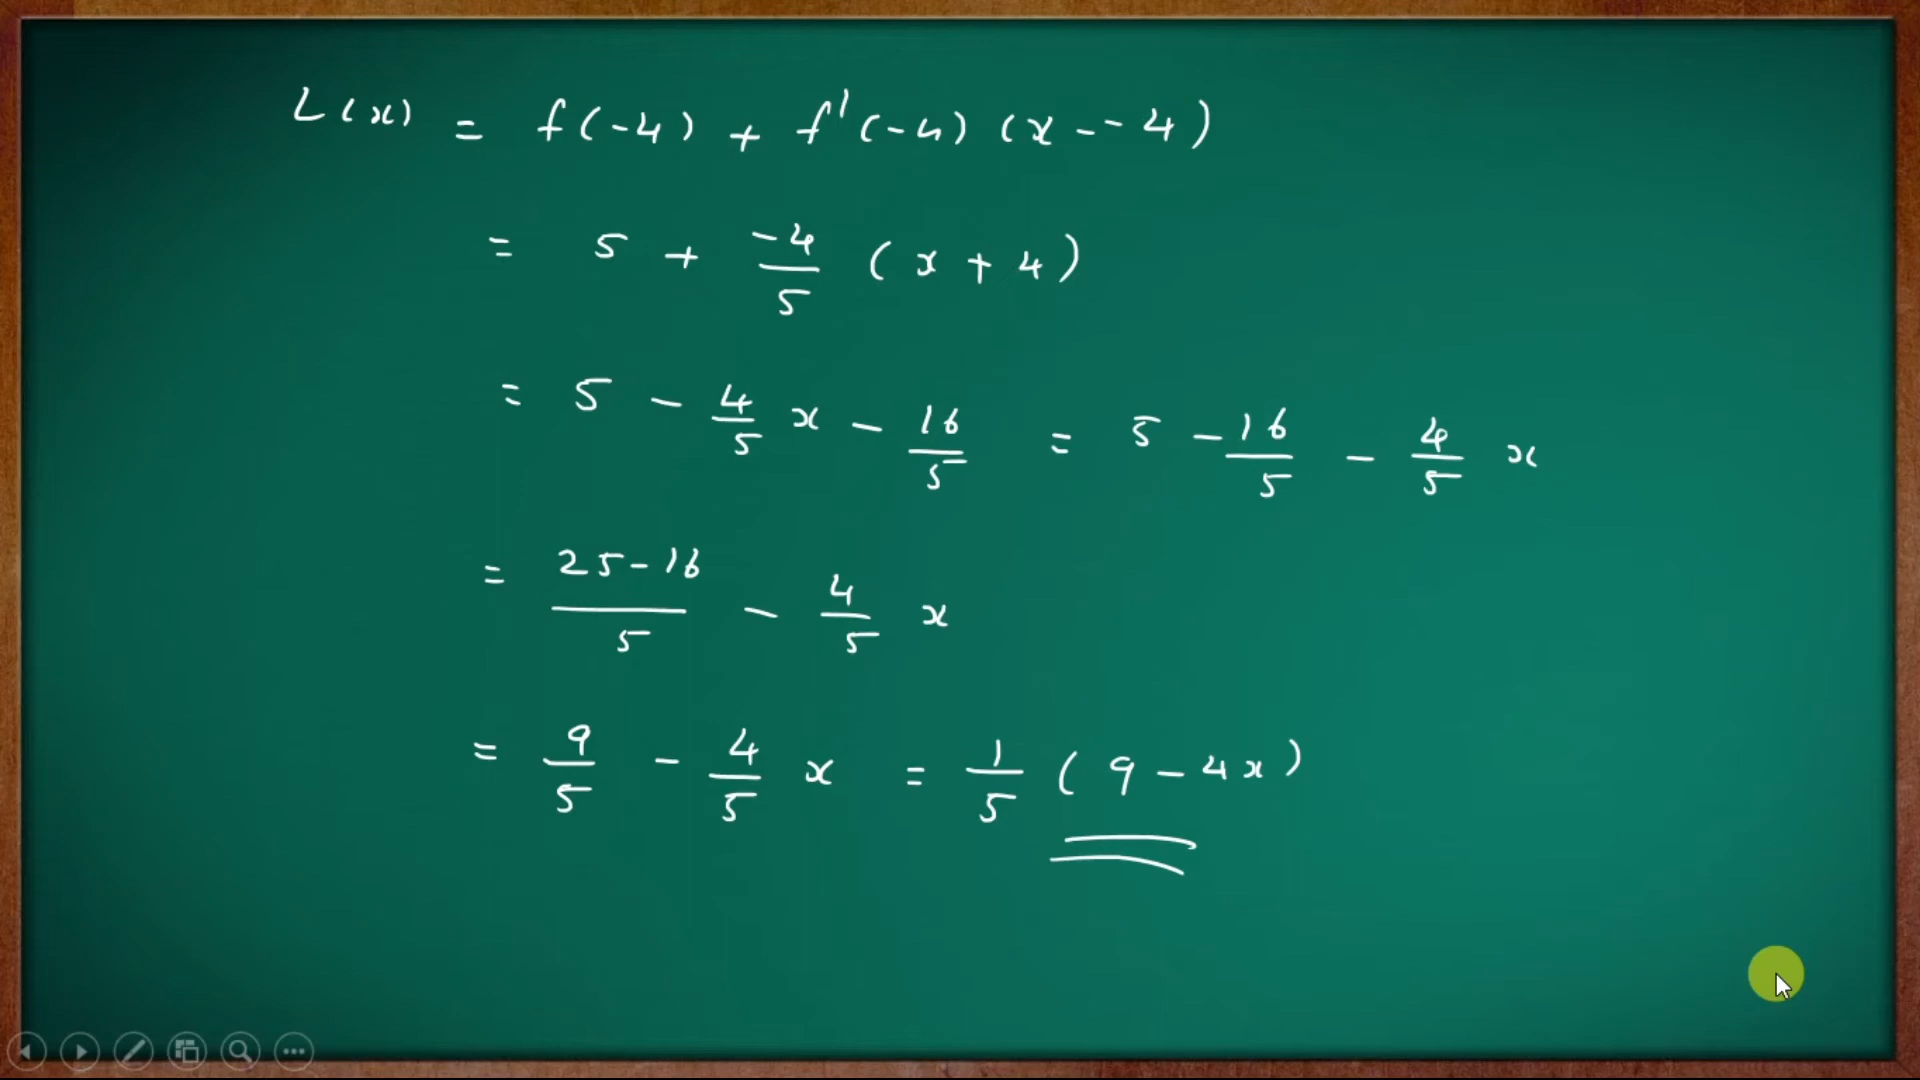 L(x) = f(-4) + f'(-4) (x - -4)
= 5 + -4/5 (x + 4)
= 5 - 4/5 x - 16/5 = 5 - 16/5 - 4/5 x
= 25-16/5 - 4/5 x
= 9/5 - 4/5 x = 1/5 (9 - 4x)